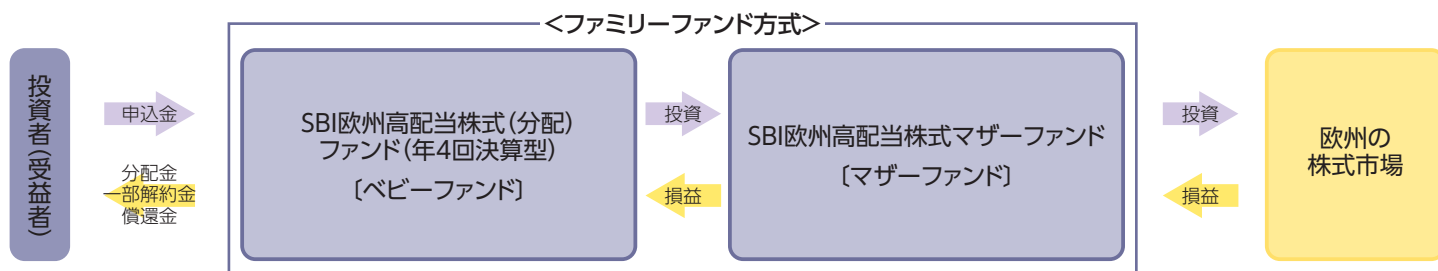 <ファミリーファンド方式>
投資者(受益者)
申込金
分配金
一部解約金
償還金
SBI欧州高配当株式(分配)
ファンド(年4回決算型)
〔ベビーファンド〕
投資
損益
SBI欧州高配当株式マザーファンド
〔マザーファンド〕
投資
損益
欧州の
株式市場